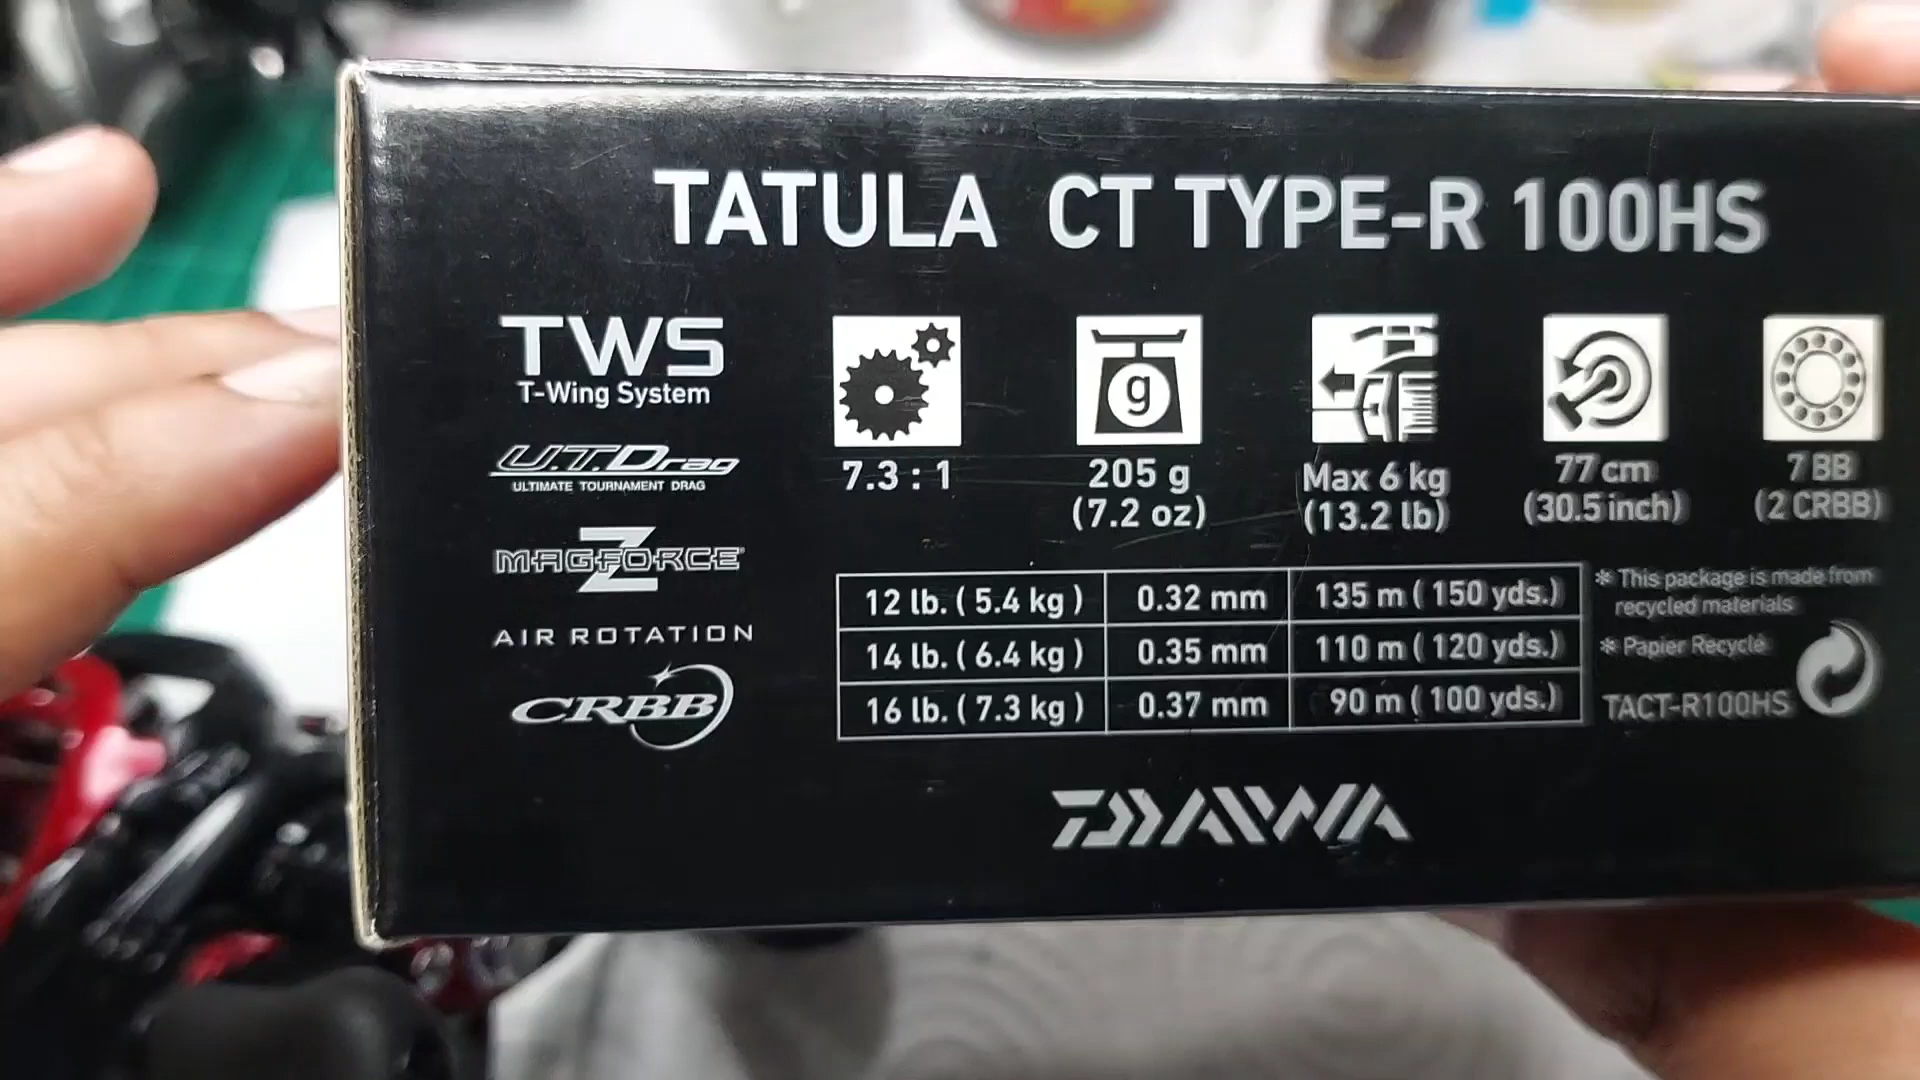 TATULA CT TYPE-R 100HS
TWS
T-Wing System
U.T.Drag
ULTIMATE TOURNAMENT DRAG
MAGFORCE Z
AIR ROTATION
CRBB
7.3 : 1
g
205 g
(7.2 oz)
Max 6 kg
(13.2 lb)
77 cm
(30.5 inch)
7 BB
(2 CRBB)
12 lb. ( 5.4 kg ) 0.32 mm 135 m ( 150 yds.)
14 lb. ( 6.4 kg ) 0.35 mm 110 m ( 120 yds.)
16 lb. ( 7.3 kg ) 0.37 mm 90 m ( 100 yds.)
* This package is made from
recycled materials
* Papier Recyclé
TACT-R100HS
DAIWA